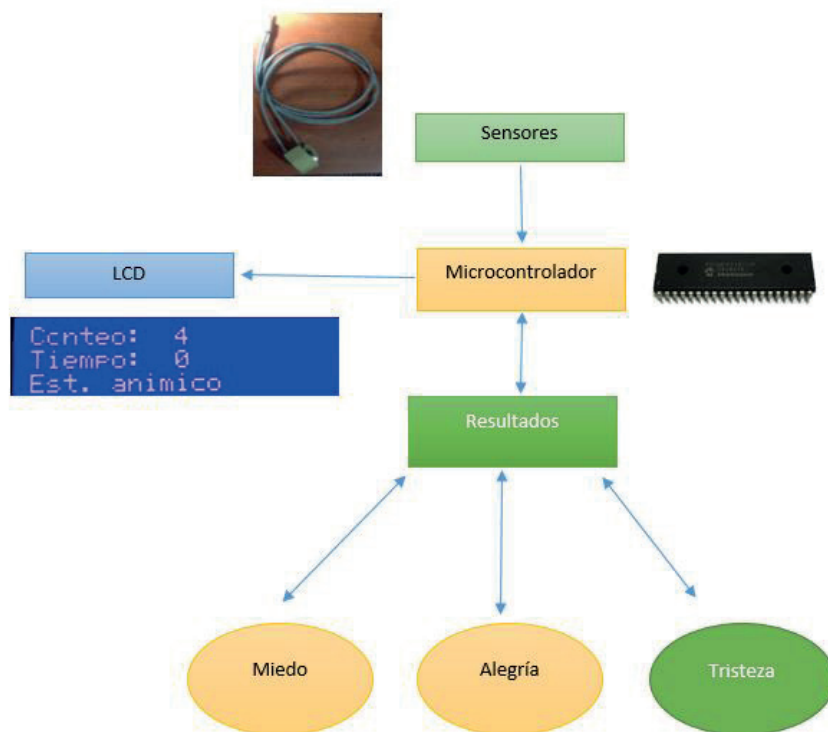 Sensores
LCD
Microcontrolador
Ccnteo: 4
Tiempo: 0
Est. animico
Resultados
Miedo
Alegría
Tristeza